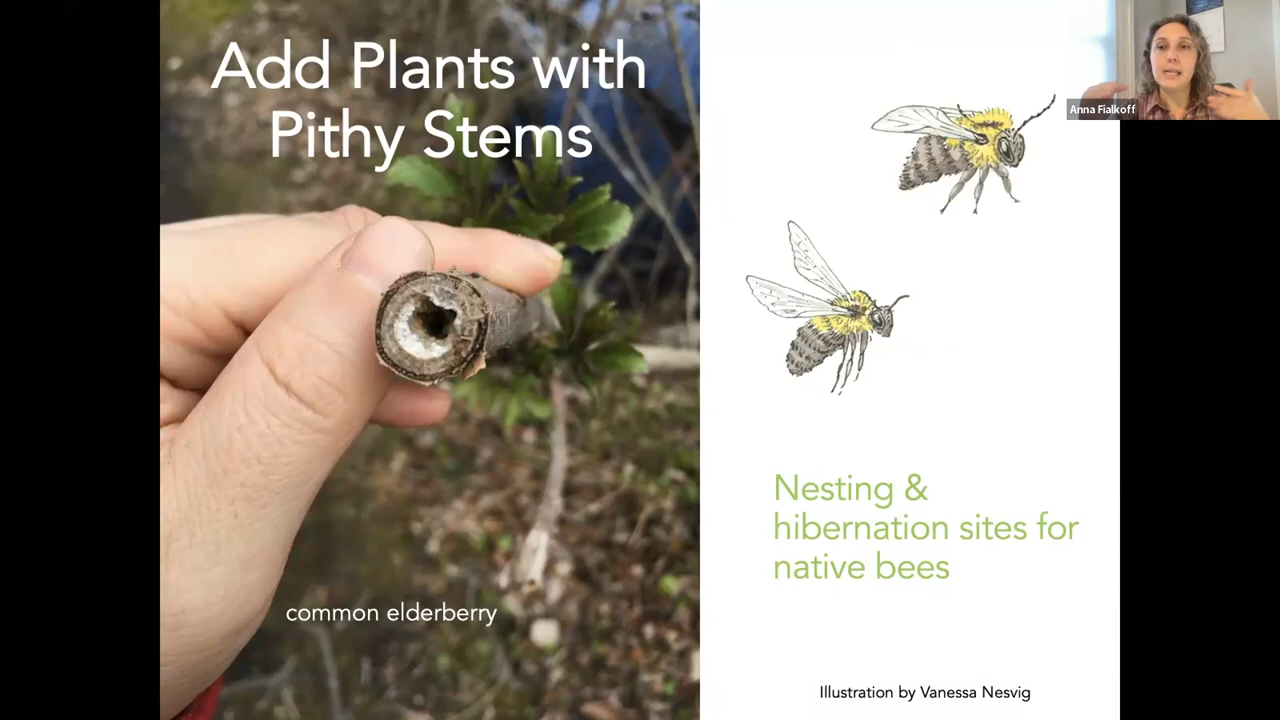 Add Plants with
Pithy Stems
Anna Fialkoff
Nesting &
hibernation sites for
native bees
common elderberry
Illustration by Vanessa Nesvig